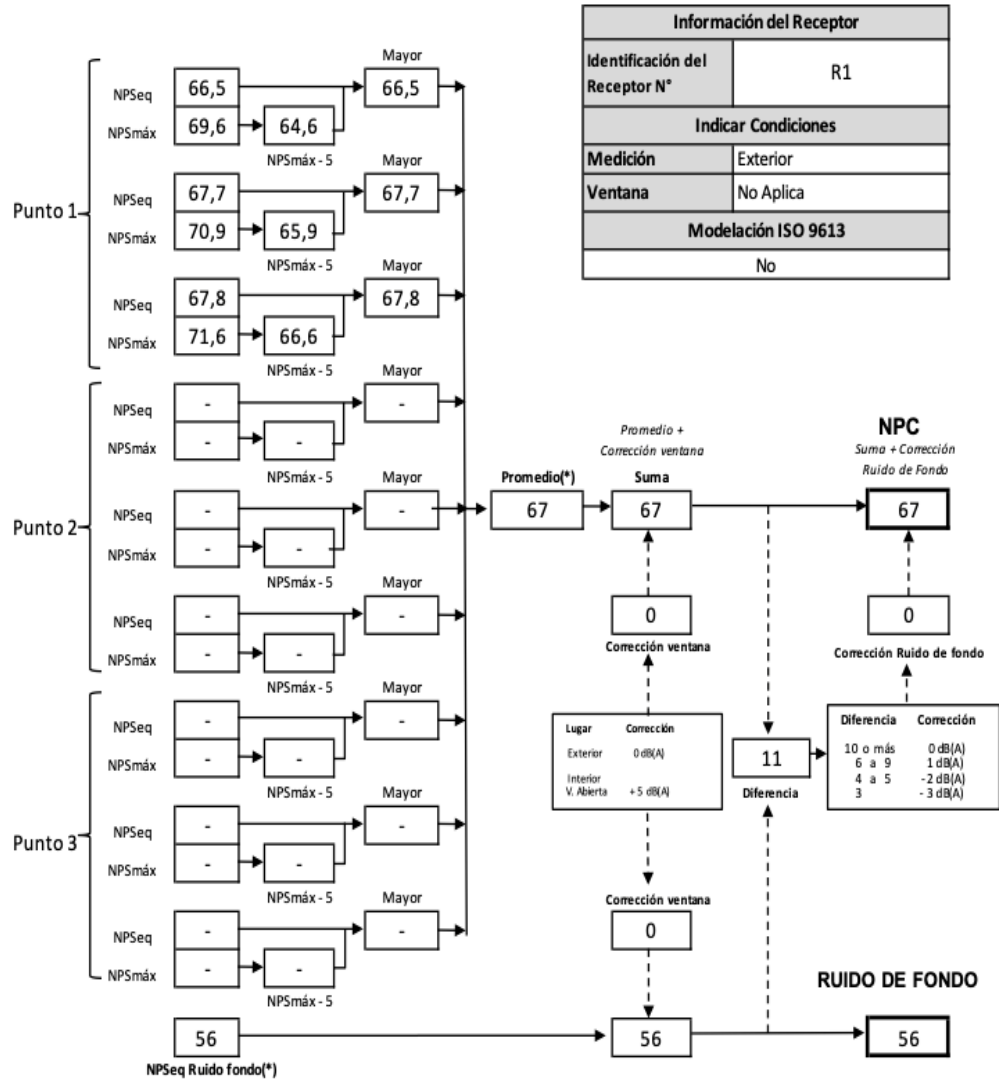 Información del Receptor
Identificación del
Receptor N°
R1
Indicar Condiciones
Medición
Exterior
Ventana
No Aplica
Modelación ISO 9613
No
Punto 1
Mayor
NPSeq
66,5
66,5
NPSmáx
69,6
64,6
NPSmáx - 5
Mayor
NPSeq
67,7
67,7
NPSmáx
70,9
65,9
NPSmáx - 5
Mayor
NPSeq
67,8
67,8
NPSmáx
71,6
66,6
NPSmáx - 5
Punto 2
Mayor
NPSeq
-
-
NPSmáx
-
-
NPSmáx - 5
Mayor
NPSeq
-
-
NPSmáx
-
-
NPSmáx - 5
Mayor
NPSeq
-
-
NPSmáx
-
-
NPSmáx - 5
Punto 3
Mayor
NPSeq
-
-
NPSmáx
-
-
NPSmáx - 5
Mayor
NPSeq
-
-
NPSmáx
-
-
NPSmáx - 5
Mayor
NPSeq
-
-
NPSmáx
-
-
NPSmáx - 5
Promedio(*)
67
Promedio +
Corrección ventana
Suma
67
0
Corrección ventana
Lugar Corrección
Exterior 0 dB(A)
Interior
V. Abierta + 5 dB(A)
Corrección ventana
0
NPC
Suma + Corrección
Ruido de Fondo
67
0
Corrección Ruido de fondo
Diferencia Corrección
10 o más 0 dB(A)
6 a 9 1 dB(A)
4 a 5 -2 dB(A)
3 - 3 dB(A)
11
Diferencia
RUIDO DE FONDO
56
56
56
NPSeq Ruido fondo(*)